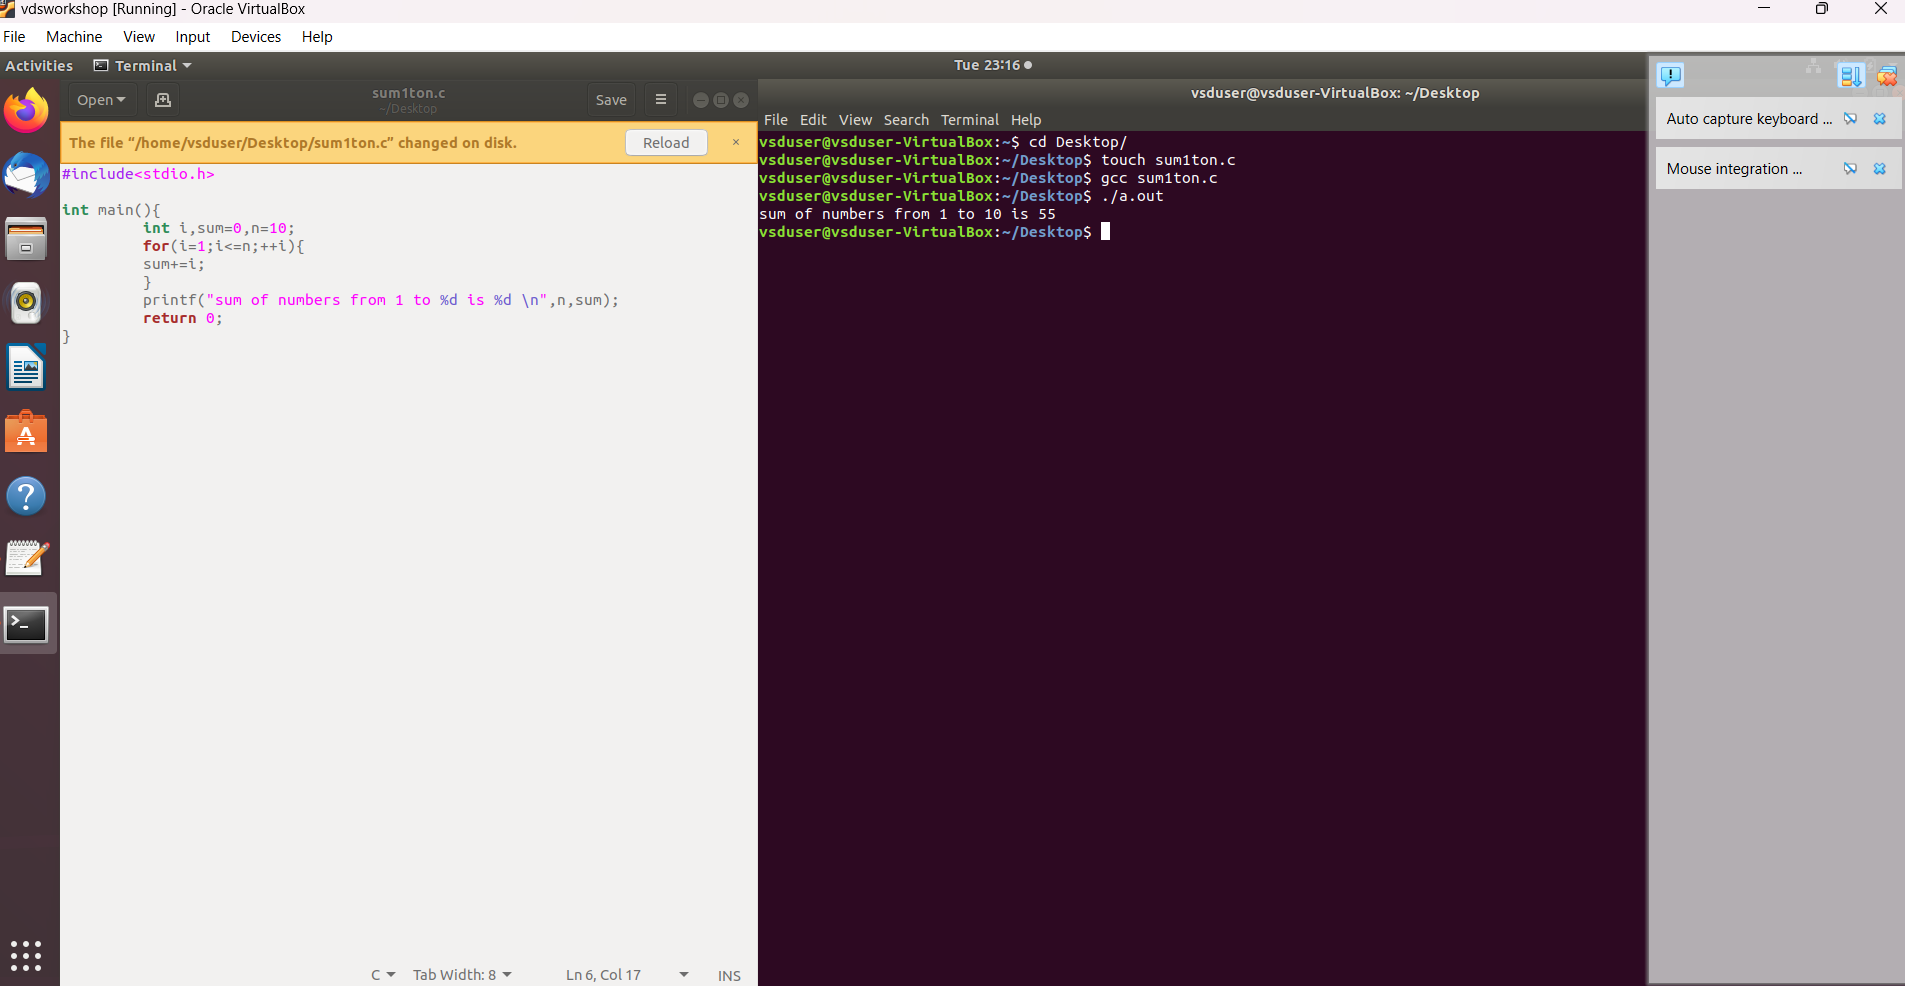 vdsworkshop [Running] - Oracle VirtualBox
File Machine View Input Devices Help
Activities Terminal Tue 23:16
Open sum1ton.c Save
~/Desktop
The file “/home/vsduser/Desktop/sum1ton.c” changed on disk. Reload ×
#include<stdio.h>
int main(){
int i,sum=0,n=10;
for(i=1;i<=n;++i){
sum+=i;
}
printf("sum of numbers from 1 to %d is %d \n",n,sum);
return 0;
}
C Tab Width: 8 Ln 6, Col 17 INS
vsduser@vsduser-VirtualBox: ~/Desktop
File Edit View Search Terminal Help
vsduser@vsduser-VirtualBox:~$ cd Desktop/
vsduser@vsduser-VirtualBox:~/Desktop$ touch sum1ton.c
vsduser@vsduser-VirtualBox:~/Desktop$ gcc sum1ton.c
vsduser@vsduser-VirtualBox:~/Desktop$ ./a.out
sum of numbers from 1 to 10 is 55
vsduser@vsduser-VirtualBox:~/Desktop$
Auto capture keyboard ...
Mouse integration ...